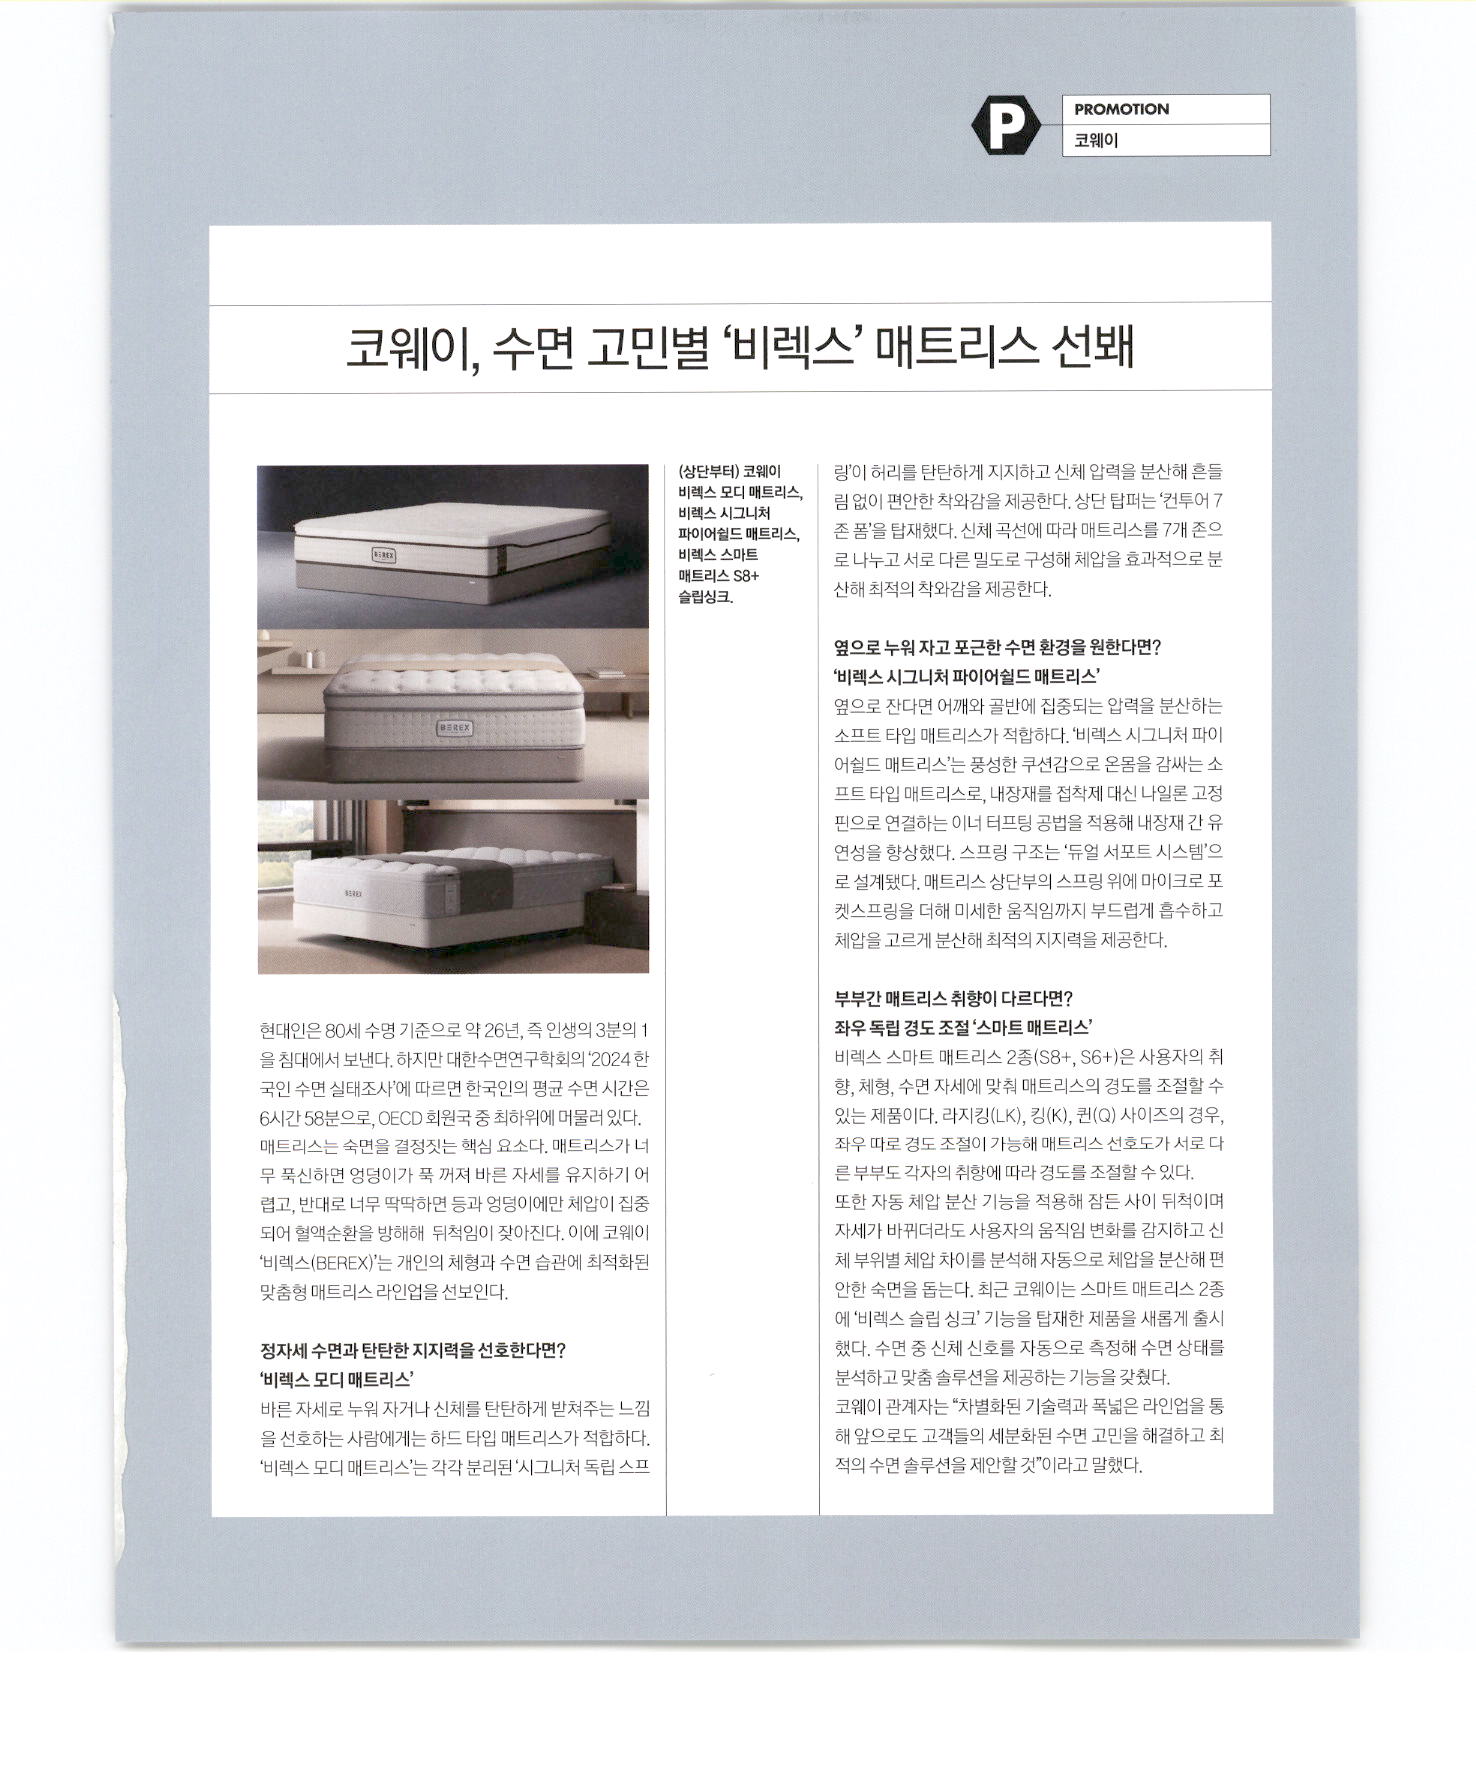 P
PROMOTION
코웨이
코웨이, 수면 고민별 ‘비렉스’ 매트리스 선봬
BEREX
BEREX
BEREX
(상단부터) 코웨이
비렉스 모디 매트리스,
비렉스 시그니처
파이어쉴드 매트리스,
비렉스 스마트
매트리스 S8+
슬립싱크.
현대인은 80세 수명 기준으로 약 26년, 즉 인생의 3분의 1
을 침대에서 보낸다. 하지만 대한수면연구학회의 ‘2024 한
국인 수면 실태조사’에 따르면 한국인의 평균 수면 시간은
6시간 58분으로, OECD 회원국 중 최하위에 머물러 있다.
매트리스는 숙면을 결정짓는 핵심 요소다. 매트리스가 너
무 푹신하면 엉덩이가 푹 꺼져 바른 자세를 유지하기 어
렵고, 반대로 너무 딱딱하면 등과 엉덩이에만 체압이 집중
되어 혈액순환을 방해해 뒤척임이 잦아진다. 이에 코웨이
‘비렉스(BEREX)’는 개인의 체형과 수면 습관에 최적화된
맞춤형 매트리스 라인업을 선보인다.
정자세 수면과 탄탄한 지지력을 선호한다면?
‘비렉스 모디 매트리스’
바른 자세로 누워 자거나 신체를 탄탄하게 받쳐주는 느낌
을 선호하는 사람에게는 하드 타입 매트리스가 적합하다.
‘비렉스 모디 매트리스’는 각각 분리된 ‘시그니처 독립 스프
링’이 허리를 탄탄하게 지지하고 신체 압력을 분산해 흔들
림 없이 편안한 착와감을 제공한다. 상단 탑퍼는 ‘컨투어 7
존 폼’을 탑재했다. 신체 곡선에 따라 매트리스를 7개 존으
로 나누고 서로 다른 밀도로 구성해 체압을 효과적으로 분
산해 최적의 착와감을 제공한다.
옆으로 누워 자고 포근한 수면 환경을 원한다면?
‘비렉스 시그니처 파이어쉴드 매트리스’
옆으로 잔다면 어깨와 골반에 집중되는 압력을 분산하는
소프트 타입 매트리스가 적합하다. ‘비렉스 시그니처 파이
어쉴드 매트리스’는 풍성한 쿠션감으로 온몸을 감싸는 소
프트 타입 매트리스로, 내장재를 접착제 대신 나일론 고정
핀으로 연결하는 이너 터프팅 공법을 적용해 내장재 간 유
연성을 향상했다. 스프링 구조는 ‘듀얼 서포트 시스템’으
로 설계됐다. 매트리스 상단부의 스프링 위에 마이크로 포
켓스프링을 더해 미세한 움직임까지 부드럽게 흡수하고
체압을 고르게 분산해 최적의 지지력을 제공한다.
부부간 매트리스 취향이 다르다면?
좌우 독립 경도 조절 ‘스마트 매트리스’
비렉스 스마트 매트리스 2종(S8+, S6+)은 사용자의 취
향, 체형, 수면 자세에 맞춰 매트리스의 경도를 조절할 수
있는 제품이다. 라지킹(LK), 킹(K), 퀸(Q) 사이즈의 경우,
좌우 따로 경도 조절이 가능해 매트리스 선호도가 서로 다
른 부부도 각자의 취향에 따라 경도를 조절할 수 있다.
또한 자동 체압 분산 기능을 적용해 잠든 사이 뒤척이며
자세가 바뀌더라도 사용자의 움직임 변화를 감지하고 신
체 부위별 체압 차이를 분석해 자동으로 체압을 분산해 편
안한 숙면을 돕는다. 최근 코웨이는 스마트 매트리스 2종
에 ‘비렉스 슬립 싱크’ 기능을 탑재한 제품을 새롭게 출시
했다. 수면 중 신체 신호를 자동으로 측정해 수면 상태를
분석하고 맞춤 솔루션을 제공하는 기능을 갖췄다.
코웨이 관계자는 “차별화된 기술력과 폭넓은 라인업을 통
해 앞으로도 고객들의 세분화된 수면 고민을 해결하고 최
적의 수면 솔루션을 제안할 것”이라고 말했다.